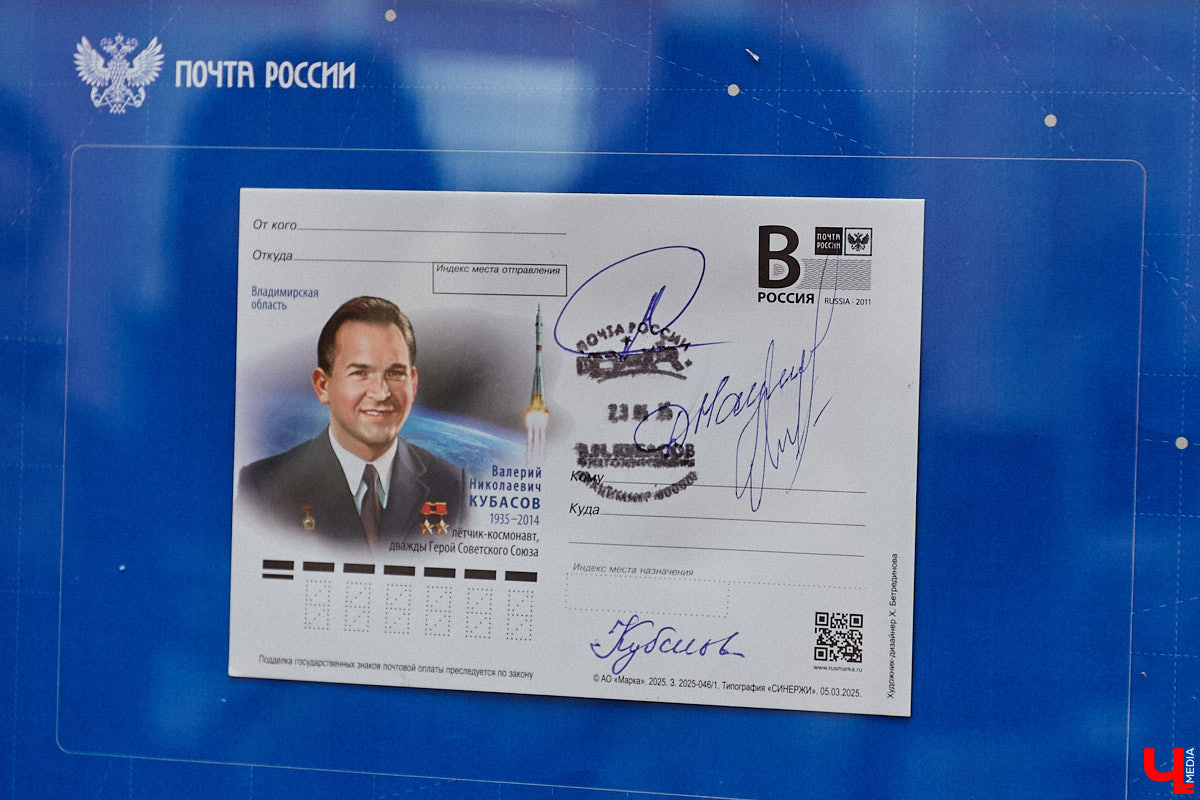 ПОЧТА РОССИИ
От кого
Откуда
Индекс места отправления
Владимирская
область
В
ПОЧТА
РОССИИ
РОССИЯ
RUSSIA - 2011
ПОЧТА РОССИИ
Валерий
Николаевич
КУБАСОВ
1935–2014
лётчик-космонавт,
дважды Герой Советского Союза
Кому
Куда
Индекс места назначения
Кубасов
www.rusmarka.ru
Подделка государственных знаков почтовой оплаты преследуется по закону
© АО «Марка». 2025. З. 2025-046/1. Типография «СИНЕРЖИ». 05.03.2025.
Художник-дизайнер Х. Бетрединова
Ч
MEDIA